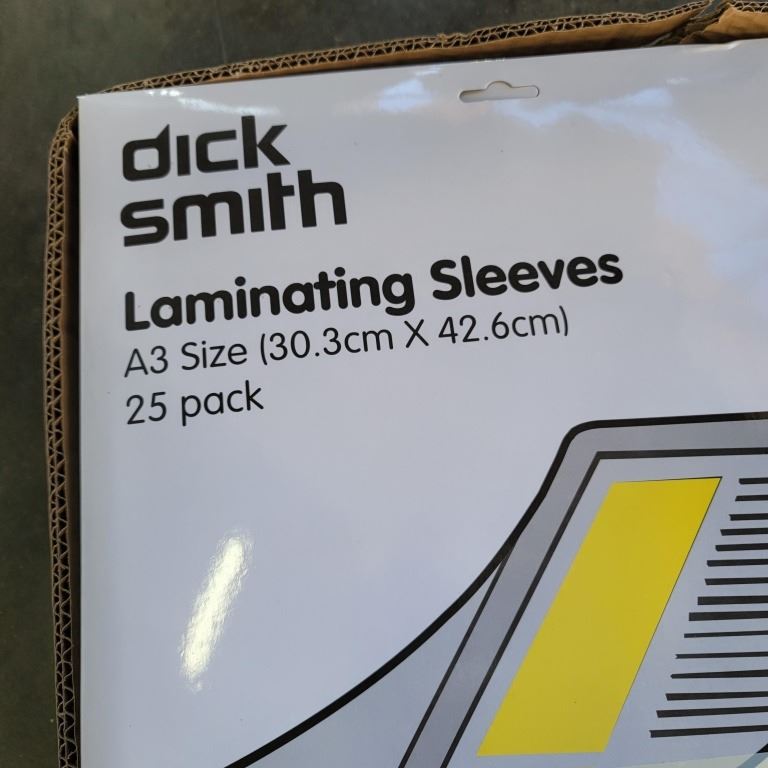 dick
smith
Laminating Sleeves
A3 Size (30.3cm X 42.6cm)
25 pack